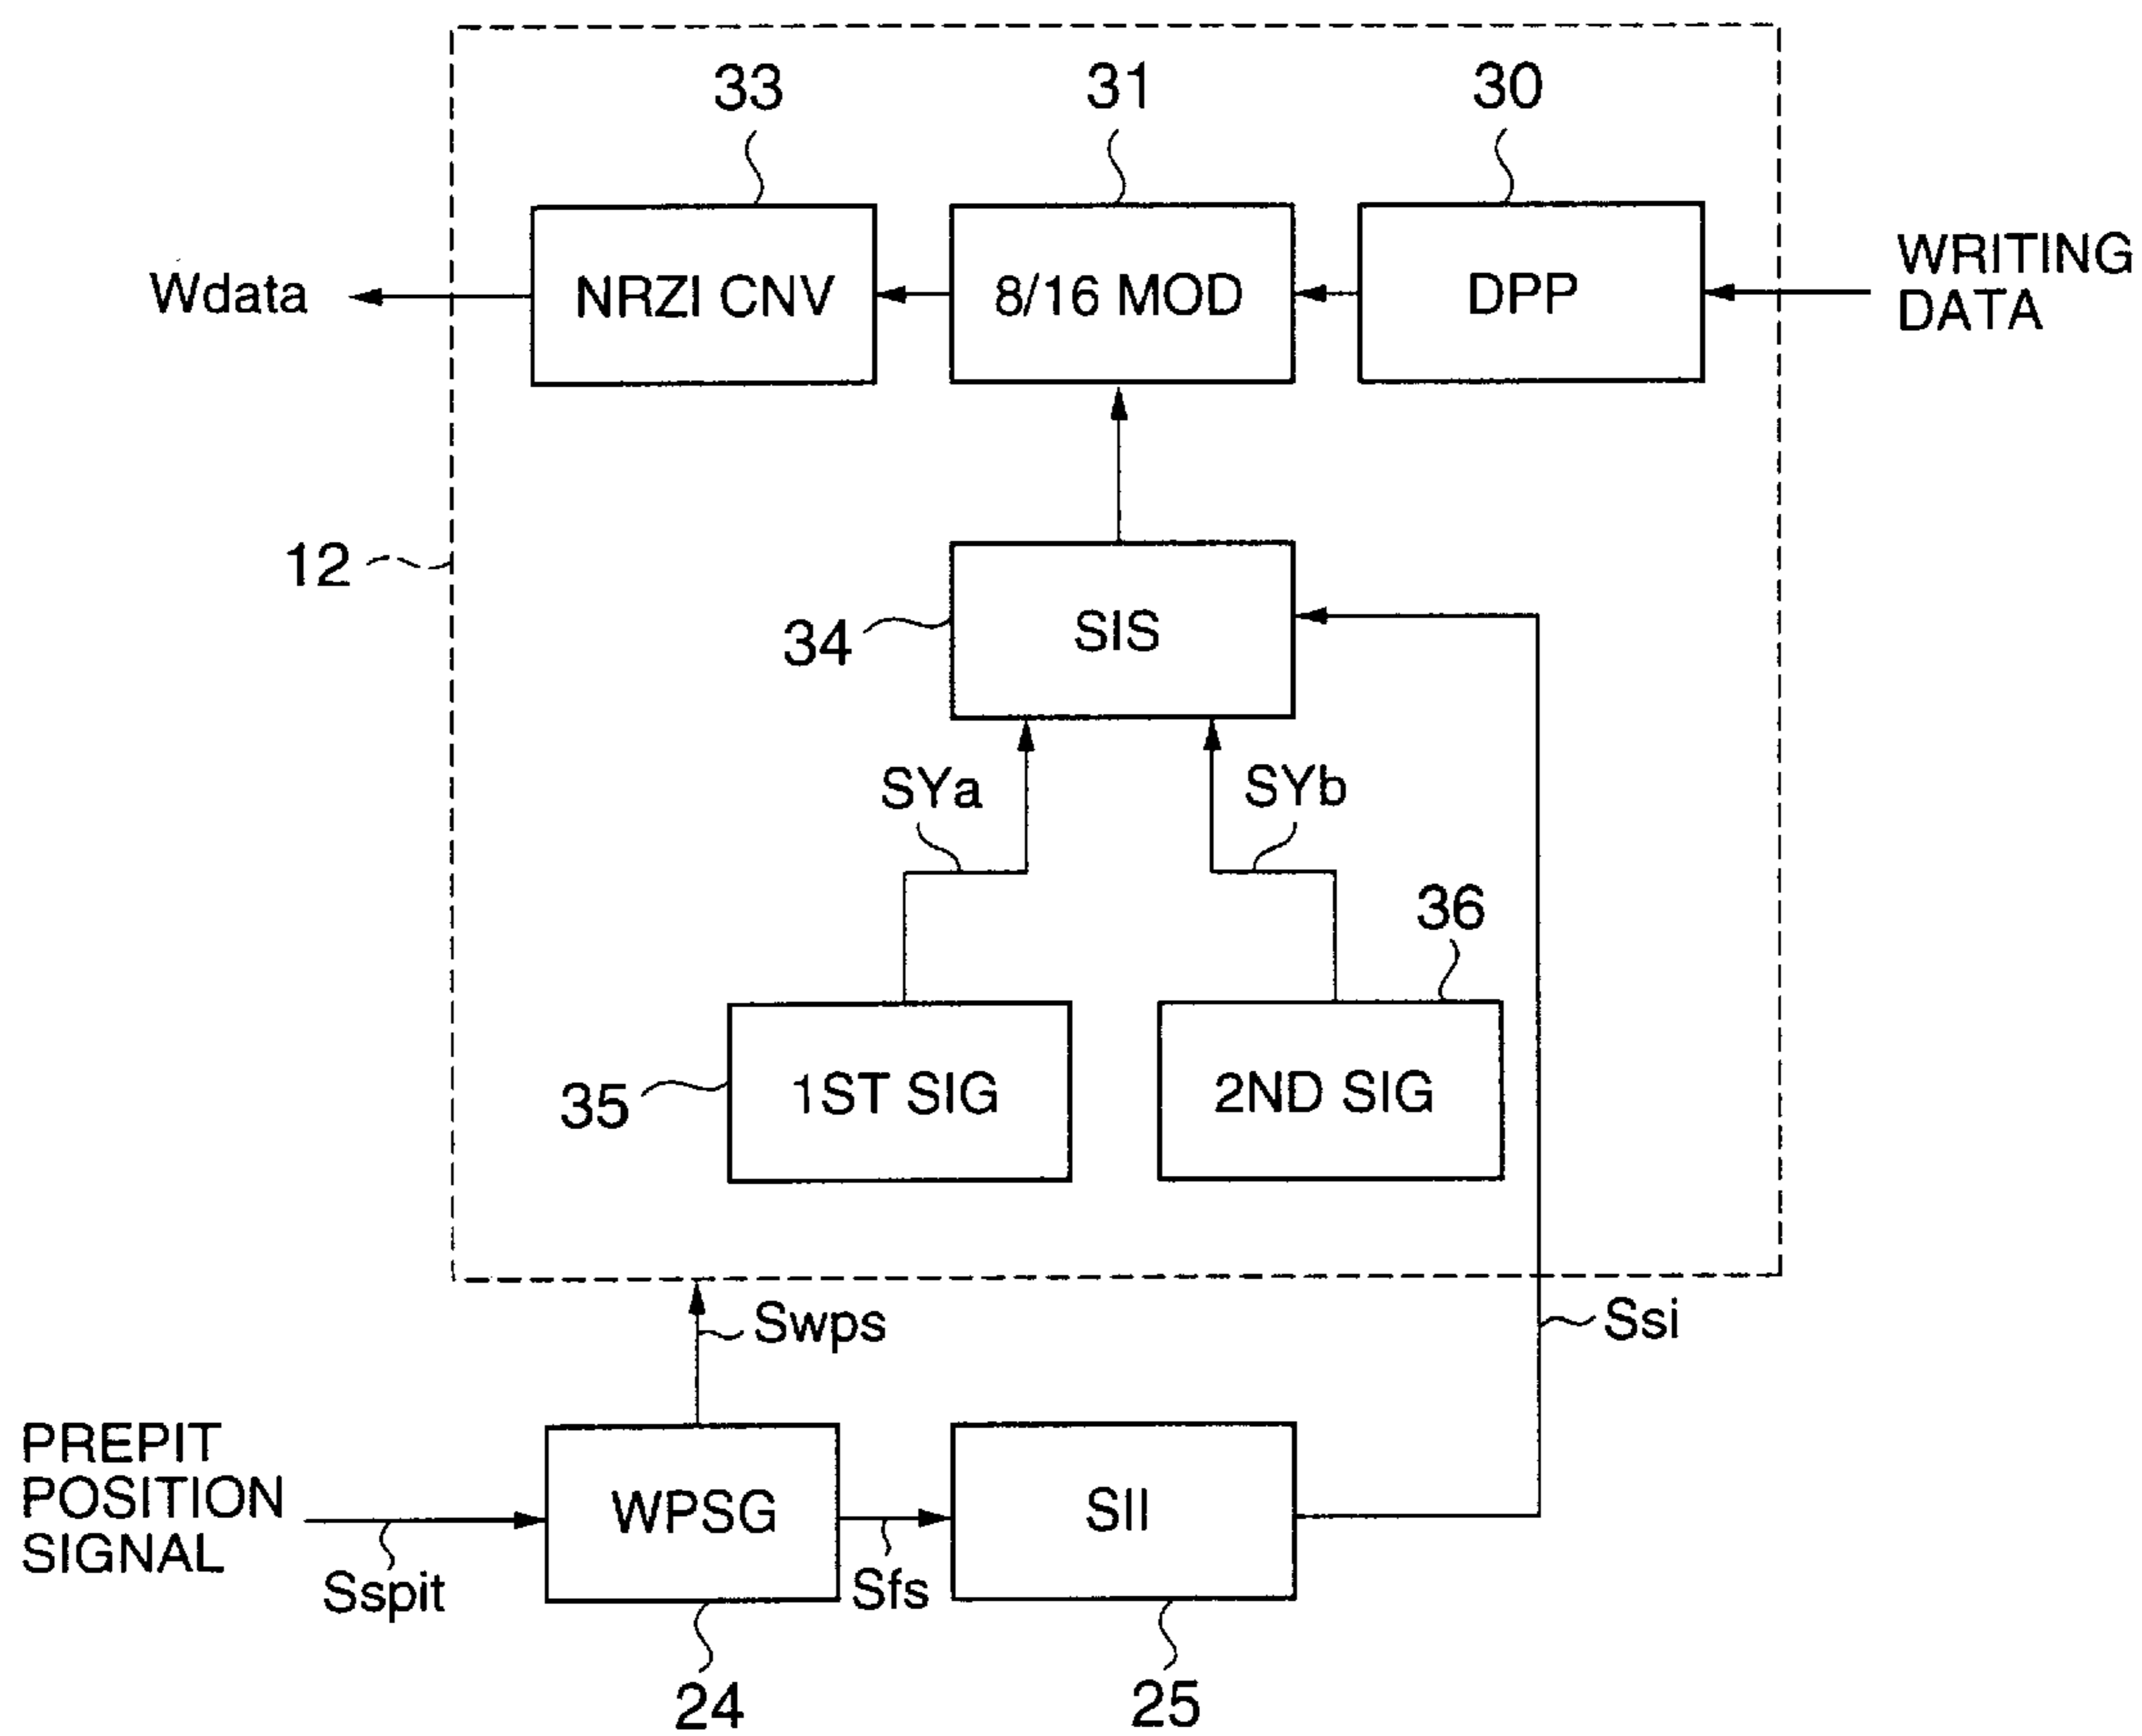 33
31
30
NRZI CNV
8/16 MOD
DPP
Wdata
WRITING
DATA
12
34
SIS
SYa
SYb
36
35
1ST SIG
2ND SIG
Swps
Ssi
PREPIT
POSITION
SIGNAL
WPSG
SII
Sspit
Sfs
24
25